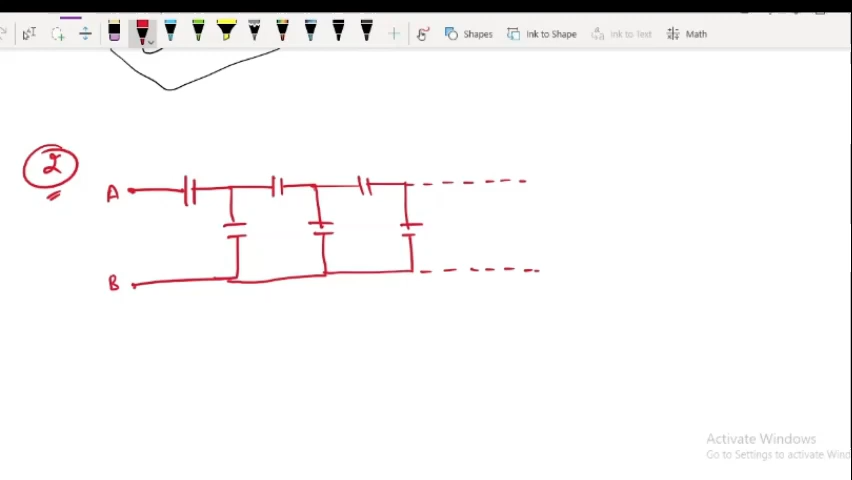 Shapes Ink to Shape Ink to Text Math
2
A
B
Activate Windows
Go to Settings to activate Wind